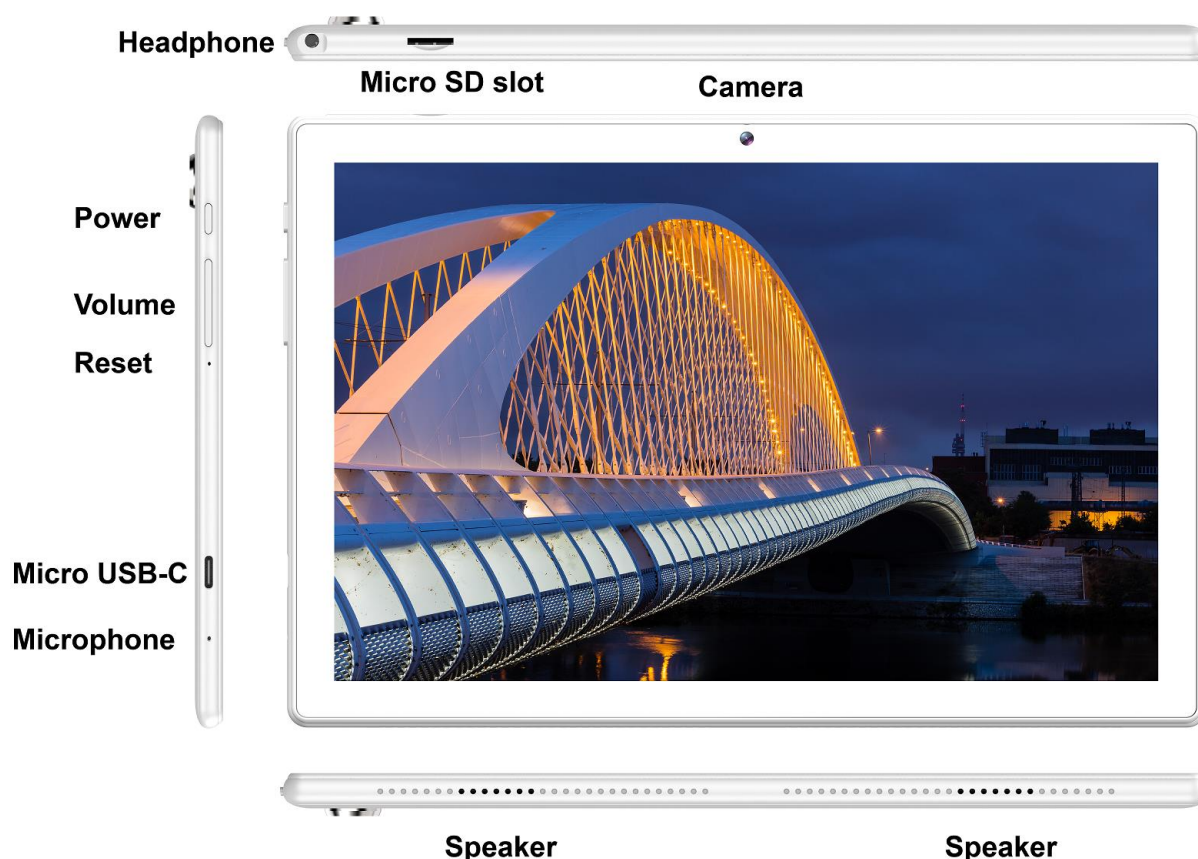 Headphone
Micro SD slot
Camera
Power
Volume
Reset
Micro USB-C
Microphone
Speaker
Speaker